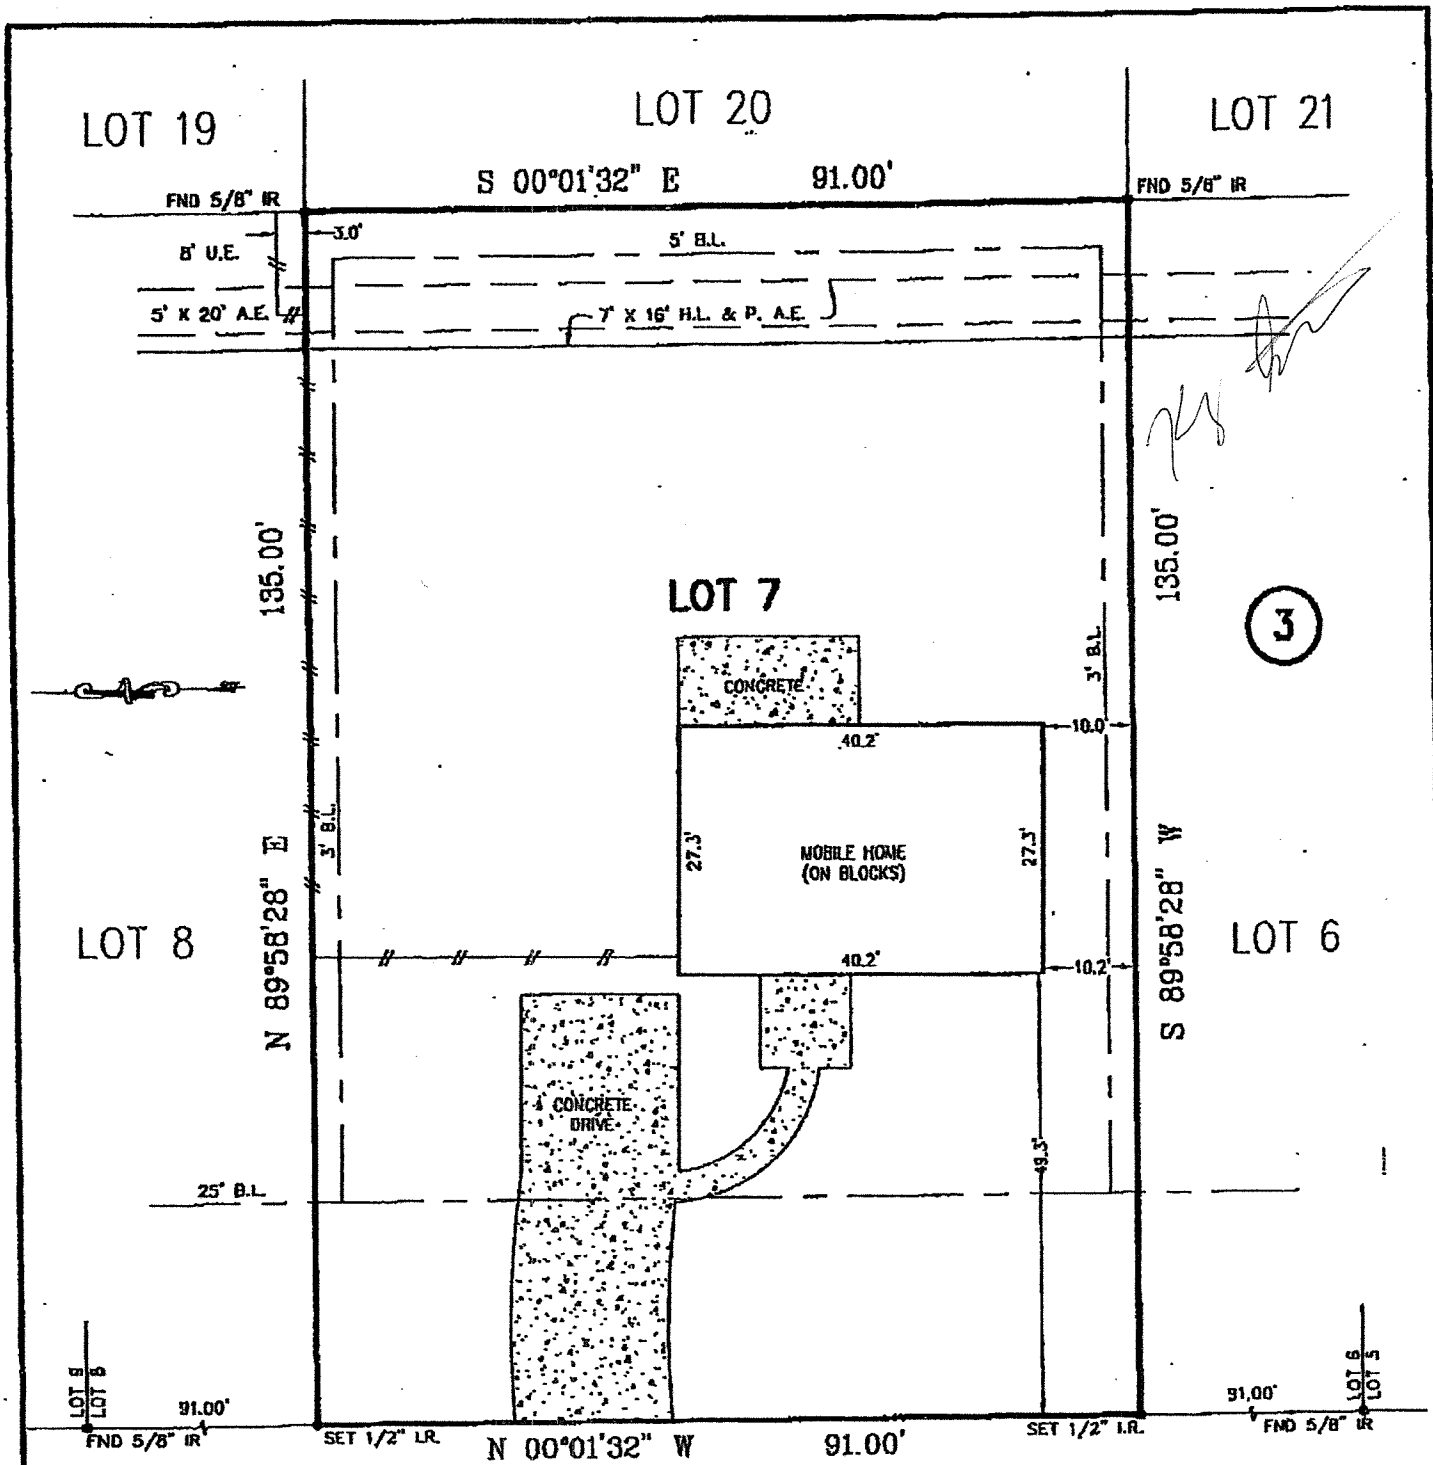 LOT 19
LOT 20
LOT 21
S 00°01'32" E 91.00'
FND 5/8" IR
FND 5/8" IR
3.0'
8' U.E.
5' B.L.
5' X 20' A.E.
7' X 16' H.L. & P. A.E.
135.00'
135.00'
LOT 7
3
CONCRETE
3' B.L.
40.2'
10.0'
3' B.L.
27.3'
MOBILE HOME
(ON BLOCKS)
27.3'
N 89°58'28" E
S 89°58'28" W
LOT 8
LOT 6
40.2'
10.2'
CONCRETE
DRIVE
49.3'
25' B.L.
LOT 9
LOT 8
91.00'
FND 5/8" IR
SET 1/2" I.R.
N 00°01'32" W 91.00'
SET 1/2" I.R.
91.00'
FND 5/8" IR
LOT 6
LOT 5